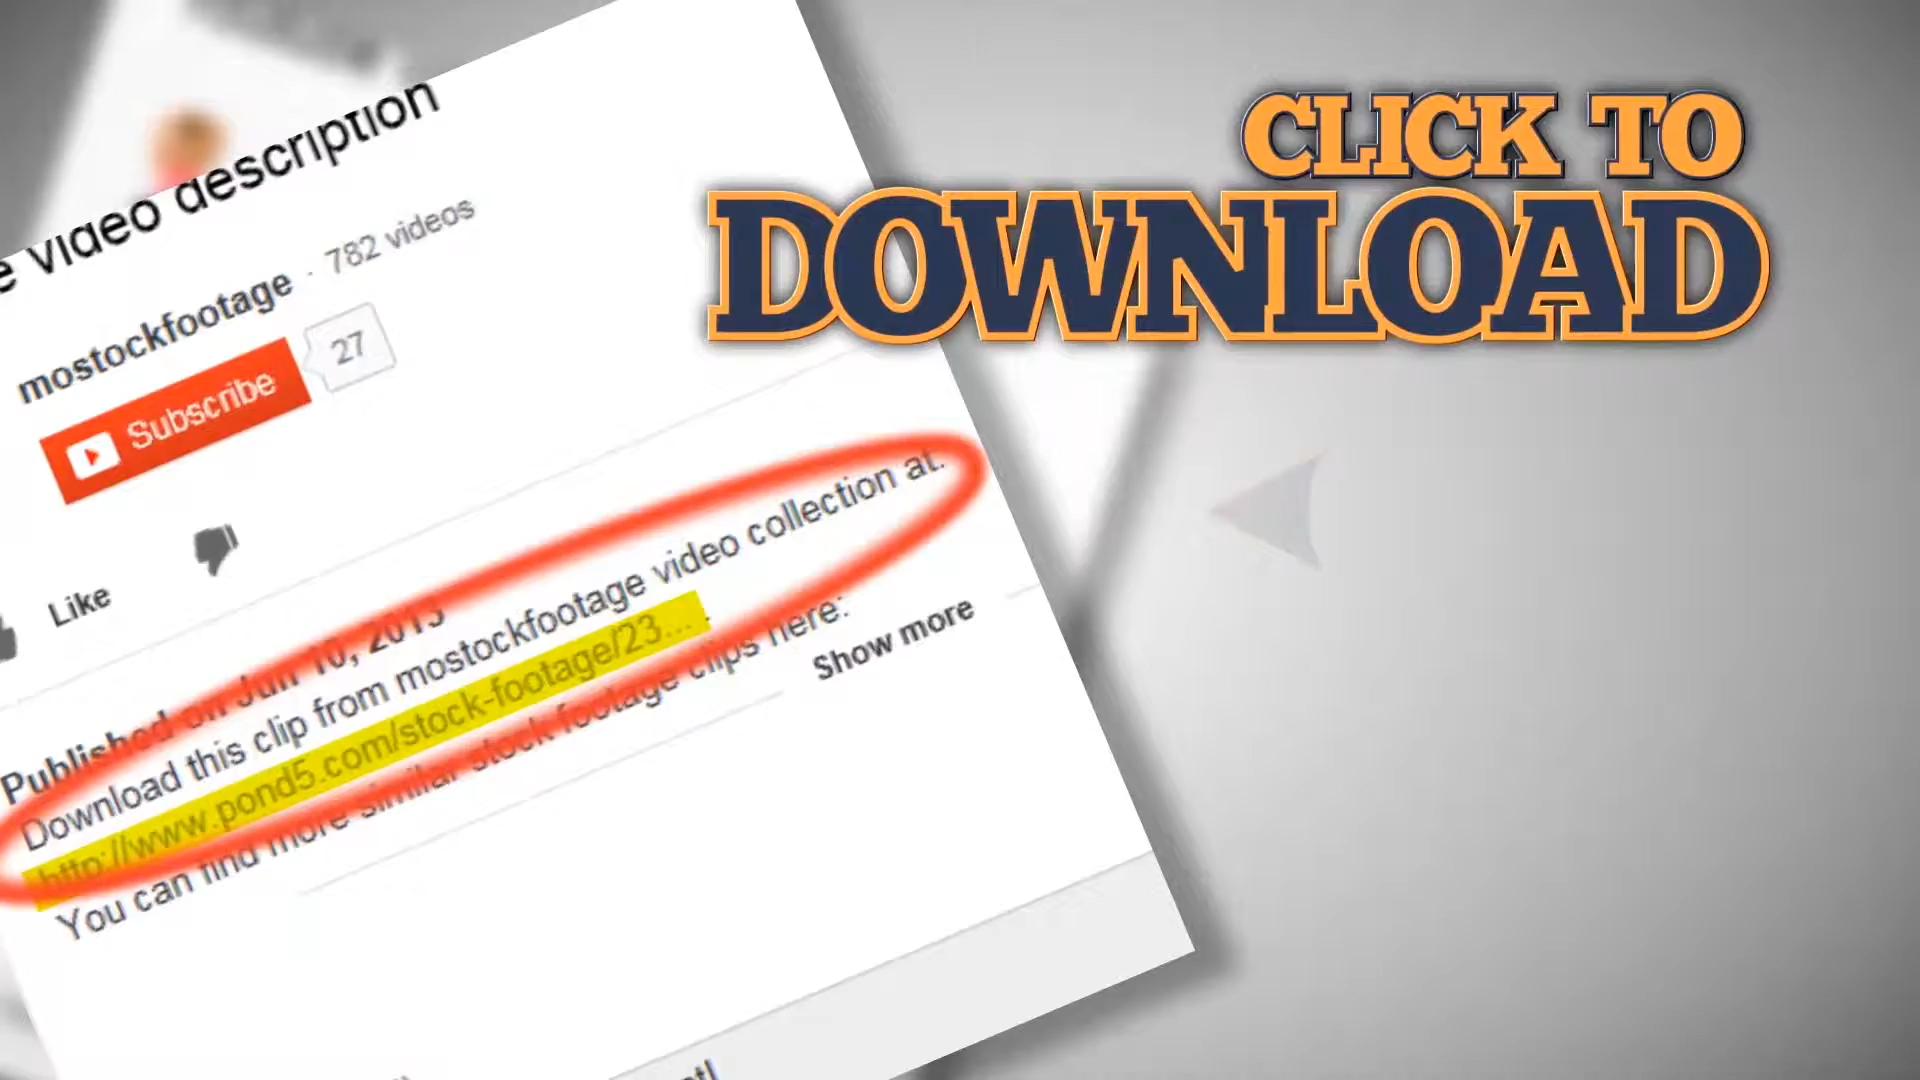 CLICK TO
DOWNLOAD
video description
mostockfootage · 782 videos
Subscribe 27
Like
Published on Jun 10, 2013
Download this clip from mostockfootage video collection at:
http://www.pond5.com/stock-footage/23... .
You can find more similar stock footage clips here:
Show more